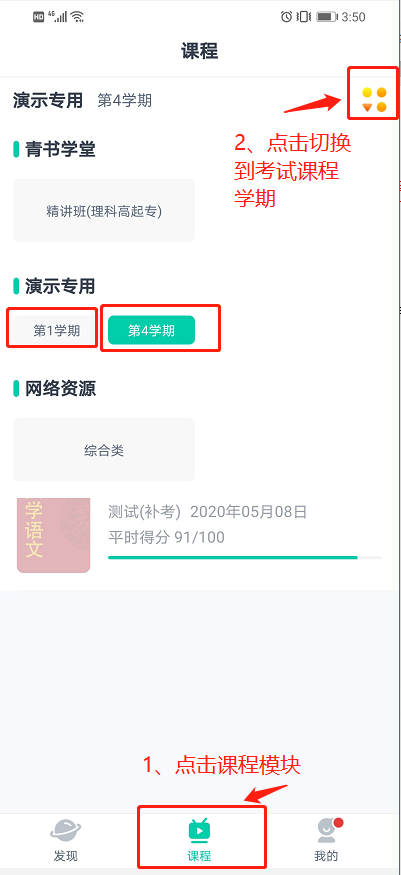 HD 4G 3:50
课程
演示专用 第4学期
2、点击切换
到考试课程
学期
青书学堂
精讲班(理科高起专)
演示专用
第1学期 第4学期
网络资源
综合类
学
语
文
测试(补考) 2020年05月08日
平时得分 91/100
1、点击课程模块
发现 课程 我的